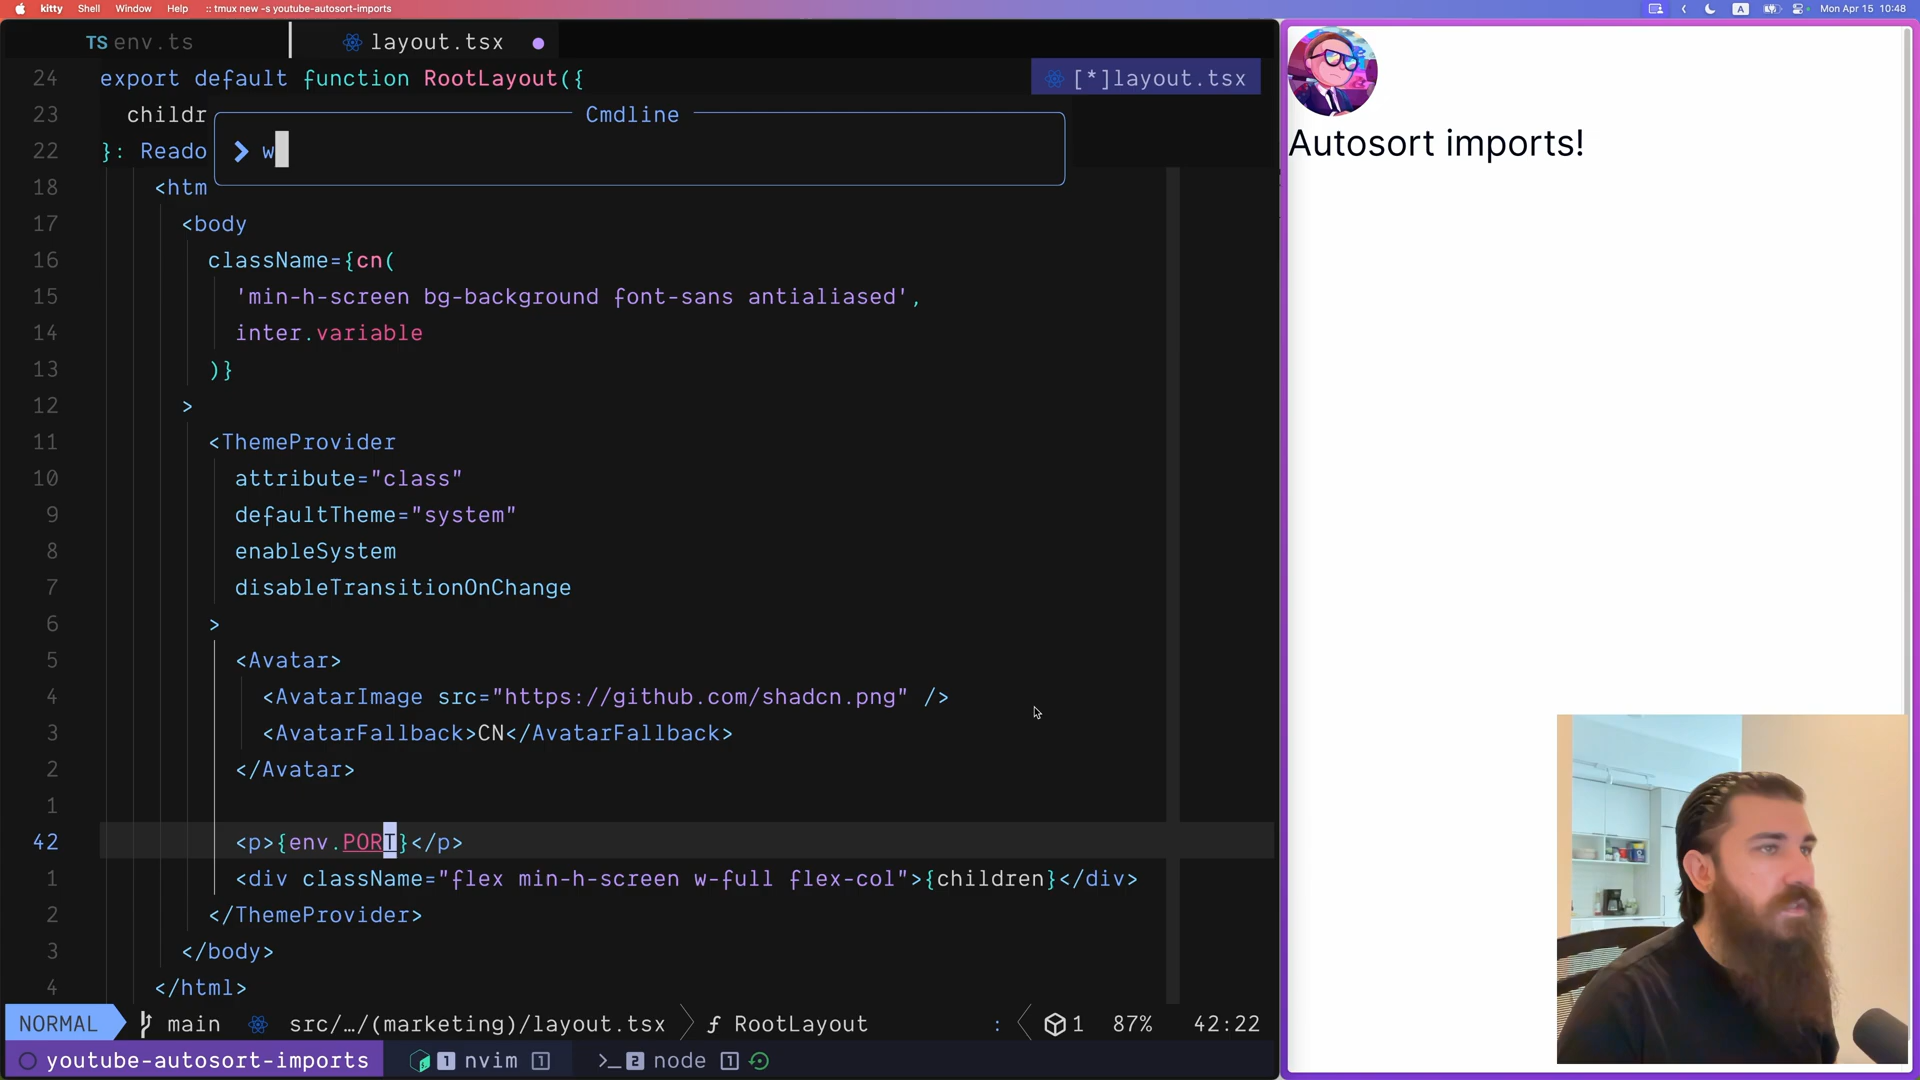 kitty Shell Window Help :: tmux new -s youtube-autosort-imports
A Mon Apr 15 10:48
TS env.ts layout.tsx
24 export default function RootLayout({
[*]layout.tsx
23 childr
Cmdline
22 }: Reado
w
18 <htm
17 <body
16 className={cn(
15 'min-h-screen bg-background font-sans antialiased',
14 inter.variable
13 )}
12 >
11 <ThemeProvider
10 attribute="class"
9 defaultTheme="system"
8 enableSystem
7 disableTransitionOnChange
6 >
5 <Avatar>
4 <AvatarImage src="https://github.com/shadcn.png" />
3 <AvatarFallback>CN</AvatarFallback>
2 </Avatar>
1
42 <p>{env.PORT}</p>
1 <div className="flex min-h-screen w-full flex-col">{children}</div>
2 </ThemeProvider>
3 </body>
4 </html>
NORMAL main src/…/(marketing)/layout.tsx f RootLayout : 1 87% 42:22
youtube-autosort-imports 1 nvim 1 >_ 2 node 1
Autosort imports!